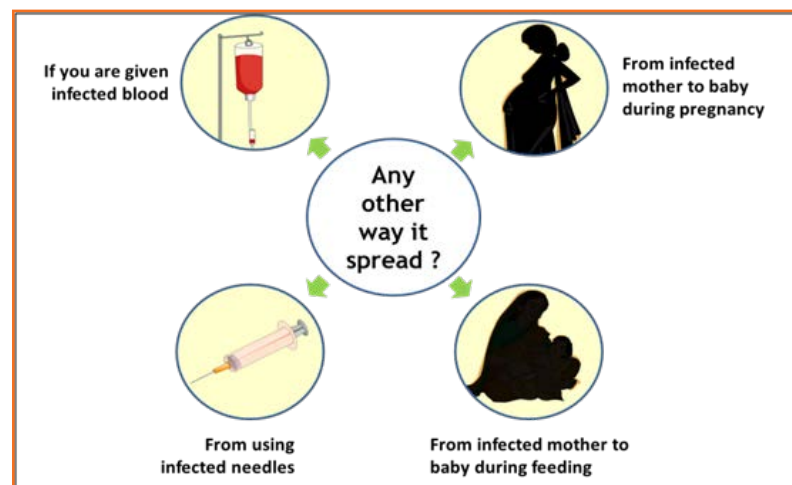 If you are given
infected blood
From infected
mother to baby
during pregnancy
Any
other
way it
spread ?
From using
infected needles
From infected mother to
baby during feeding